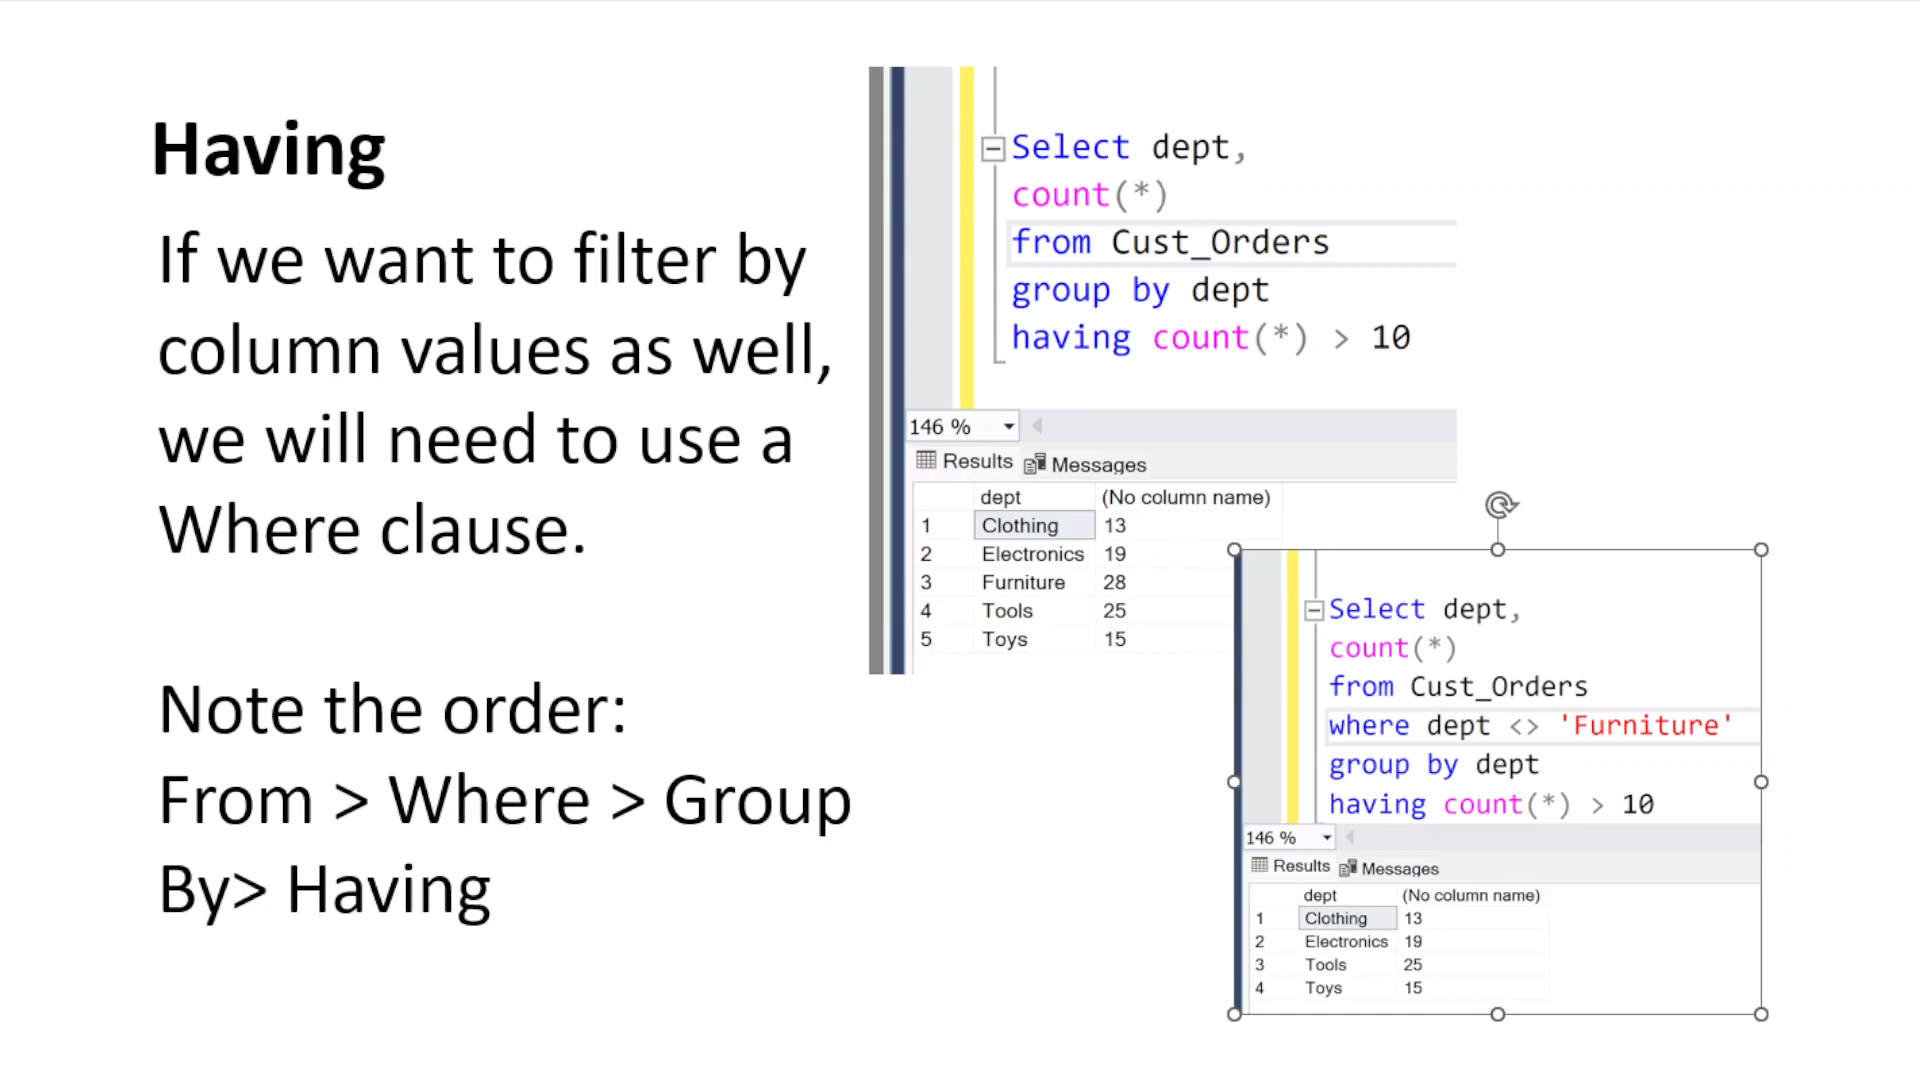 Having
If we want to filter by
column values as well,
we will need to use a
Where clause.
Note the order:
From > Where > Group
By> Having
Select dept,
count(*)
from Cust_Orders
group by dept
having count(*) > 10
146 %
Results Messages
dept (No column name)
1 Clothing 13
2 Electronics 19
3 Furniture 28
4 Tools 25
5 Toys 15
Select dept,
count(*)
from Cust_Orders
where dept <> 'Furniture'
group by dept
having count(*) > 10
146 %
Results Messages
dept (No column name)
1 Clothing 13
2 Electronics 19
3 Tools 25
4 Toys 15